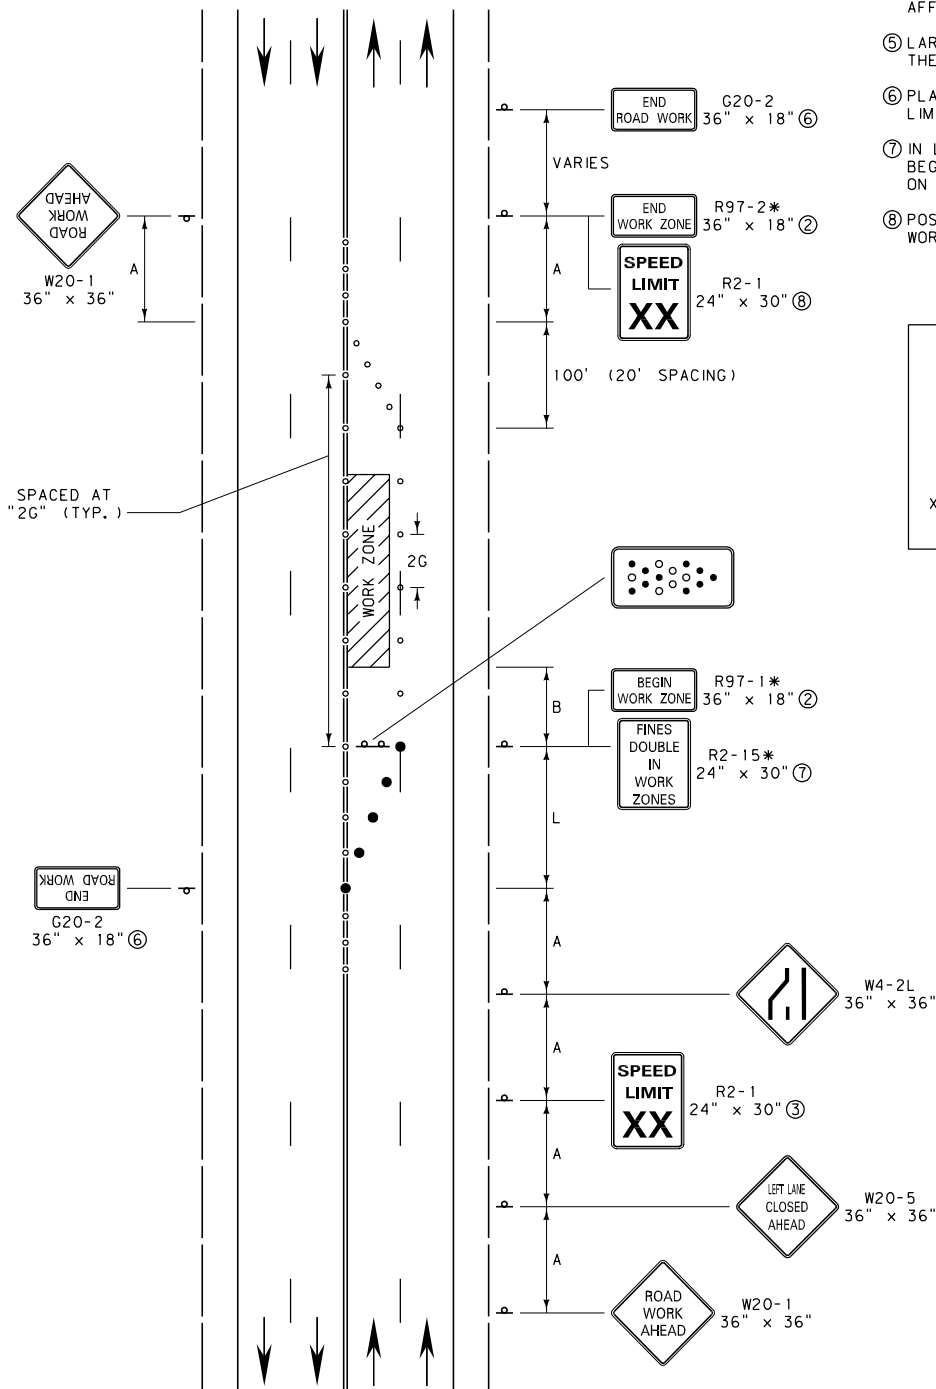 AFF
⑤ LAR
THE
END
ROAD WORK
G20-2
36" x 18" ⑥
⑥ PLA
LIM
VARIES
⑦ IN L
BEG
ON
ROAD
WORK
AHEAD
W20-1
36" x 36"
A
END
WORK ZONE
R97-2*
36" x 18" ②
⑧ POS
WOR
A
SPEED
LIMIT
XX
R2-1
24" x 30" ⑧
100' (20' SPACING)
SPACED AT
"2G" (TYP.)
X
WORK ZONE
2G
BEGIN
WORK ZONE
R97-1*
36" x 18" ②
B
FINES
DOUBLE
IN
WORK
ZONES
R2-15*
24" x 30" ⑦
L
END
ROAD WORK
G20-2
36" x 18" ⑥
A
W4-2L
36" x 36"
A
SPEED
LIMIT
XX
R2-1
24" x 30" ③
A
LEFT LANE
CLOSED
AHEAD
W20-5
36" x 36"
A
ROAD
WORK
AHEAD
W20-1
36" x 36"